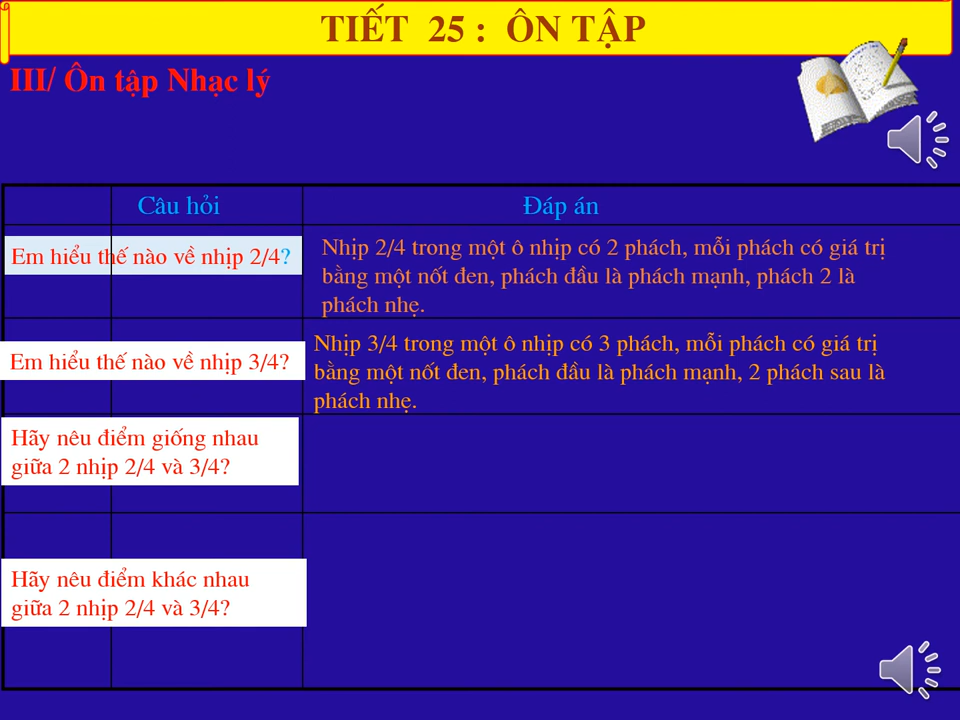 TIẾT 25 : ÔN TẬP
III/ Ôn tập Nhạc lý
Câu hỏi
Đáp án
Em hiểu thế nào về nhịp 2/4?
Nhịp 2/4 trong một ô nhịp có 2 phách, mỗi phách có giá trị
bằng một nốt đen, phách đầu là phách mạnh, phách 2 là
phách nhẹ.
Em hiểu thế nào về nhịp 3/4?
Nhịp 3/4 trong một ô nhịp có 3 phách, mỗi phách có giá trị
bằng một nốt đen, phách đầu là phách mạnh, 2 phách sau là
phách nhẹ.
Hãy nêu điểm giống nhau
giữa 2 nhịp 2/4 và 3/4?
Hãy nêu điểm khác nhau
giữa 2 nhịp 2/4 và 3/4?